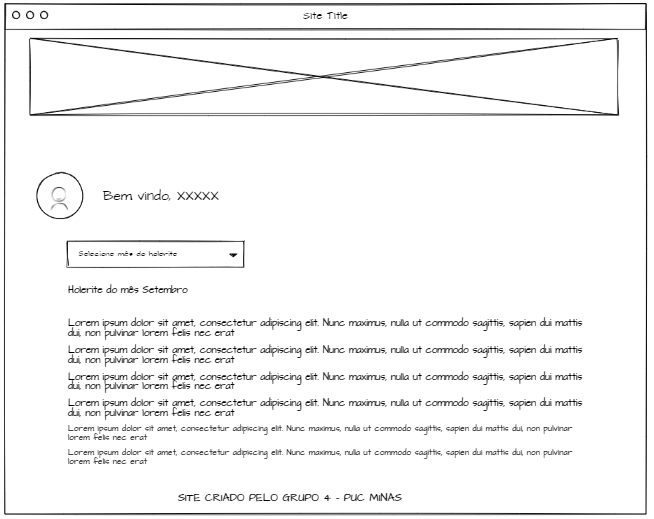 Site Title
Bem vindo, XXXXX
Selecione mês do holerite
Holerite do mês Setembro
Lorem ipsum dolor sit amet, consectetur adipiscing elit. Nunc maximus, nulla ut commodo sagittis, sapien dui mattis
dui, non pulvinar lorem felis nec erat
Lorem ipsum dolor sit amet, consectetur adipiscing elit. Nunc maximus, nulla ut commodo sagittis, sapien dui mattis
dui, non pulvinar lorem felis nec erat
Lorem ipsum dolor sit amet, consectetur adipiscing elit. Nunc maximus, nulla ut commodo sagittis, sapien dui mattis
dui, non pulvinar lorem felis nec erat
Lorem ipsum dolor sit amet, consectetur adipiscing elit. Nunc maximus, nulla ut commodo sagittis, sapien dui mattis
dui, non pulvinar lorem felis nec erat
Lorem ipsum dolor sit amet, consectetur adipiscing elit. Nunc maximus, nulla ut commodo sagittis, sapien dui mattis dui, non pulvinar
lorem felis nec erat
Lorem ipsum dolor sit amet, consectetur adipiscing elit. Nunc maximus, nulla ut commodo sagittis, sapien dui mattis dui, non pulvinar
lorem felis nec erat
SITE CRIADO PELO GRUPO 4 - PUC MINAS